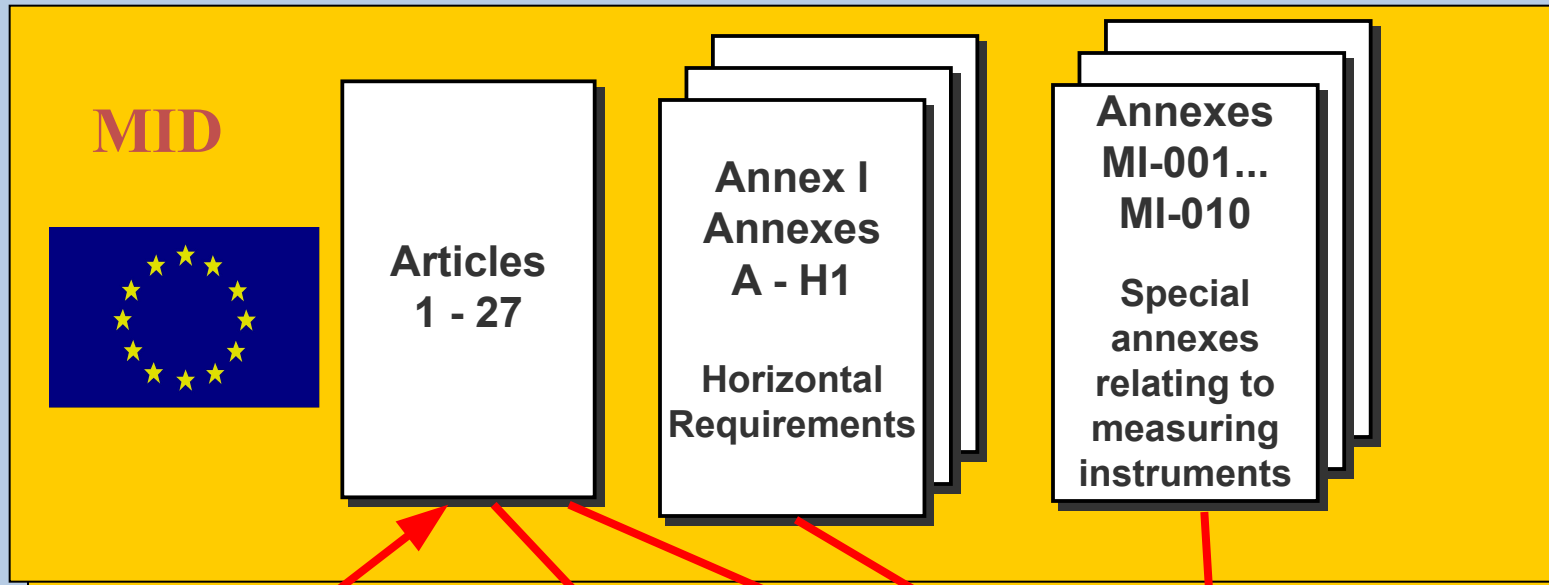 MID
Articles
1 - 27
Annex I
Annexes
A - H1
Horizontal
Requirements
Annexes
MI-001...
MI-010
Special
annexes
relating to
measuring
instruments